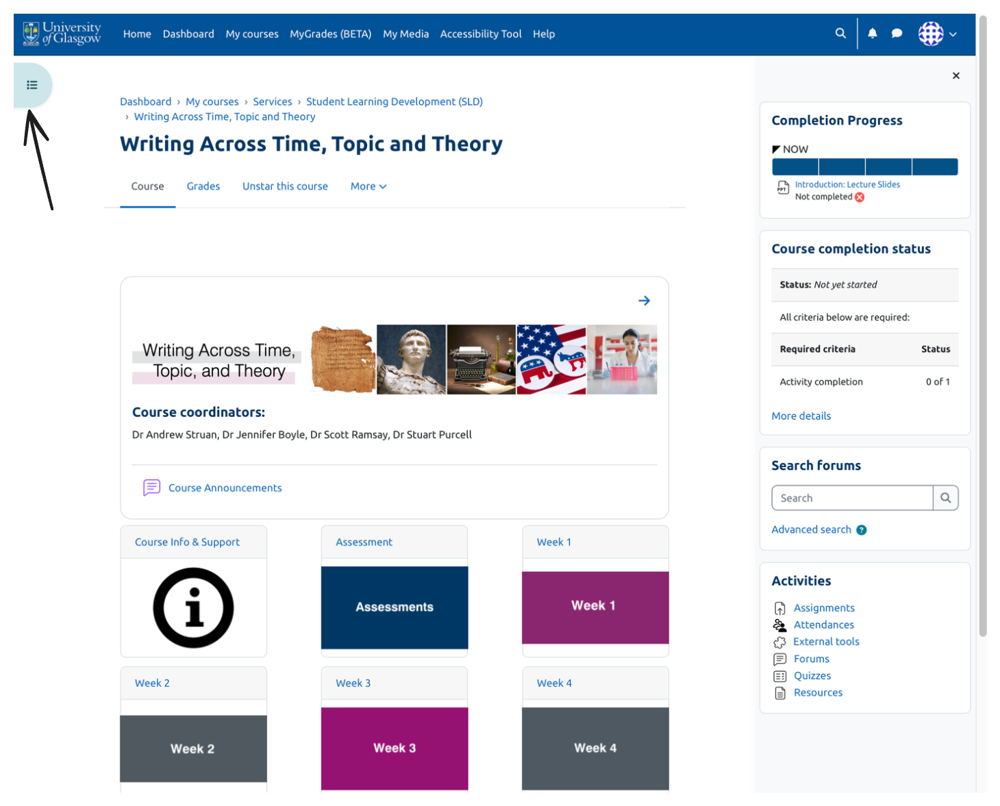 University
of Glasgow
Home Dashboard My courses MyGrades (BETA) My Media Accessibility Tool Help
Dashboard › My courses › Services › Student Learning Development (SLD)
› Writing Across Time, Topic and Theory
Writing Across Time, Topic and Theory
Course Grades Unstar this course More
Writing Across Time,
Topic, and Theory
Course coordinators:
Dr Andrew Struan, Dr Jennifer Boyle, Dr Scott Ramsay, Dr Stuart Purcell
Course Announcements
Course Info & Support
Assessment
Assessments
Week 1
Week 1
Week 2
Week 2
Week 3
Week 3
Week 4
Week 4
Completion Progress
NOW
PPT
Introduction: Lecture Slides
Not completed
Course completion status
Status: Not yet started
All criteria below are required:
Required criteria Status
Activity completion 0 of 1
More details
Search forums
Search
Advanced search ?
Activities
Assignments
Attendances
External tools
Forums
Quizzes
Resources